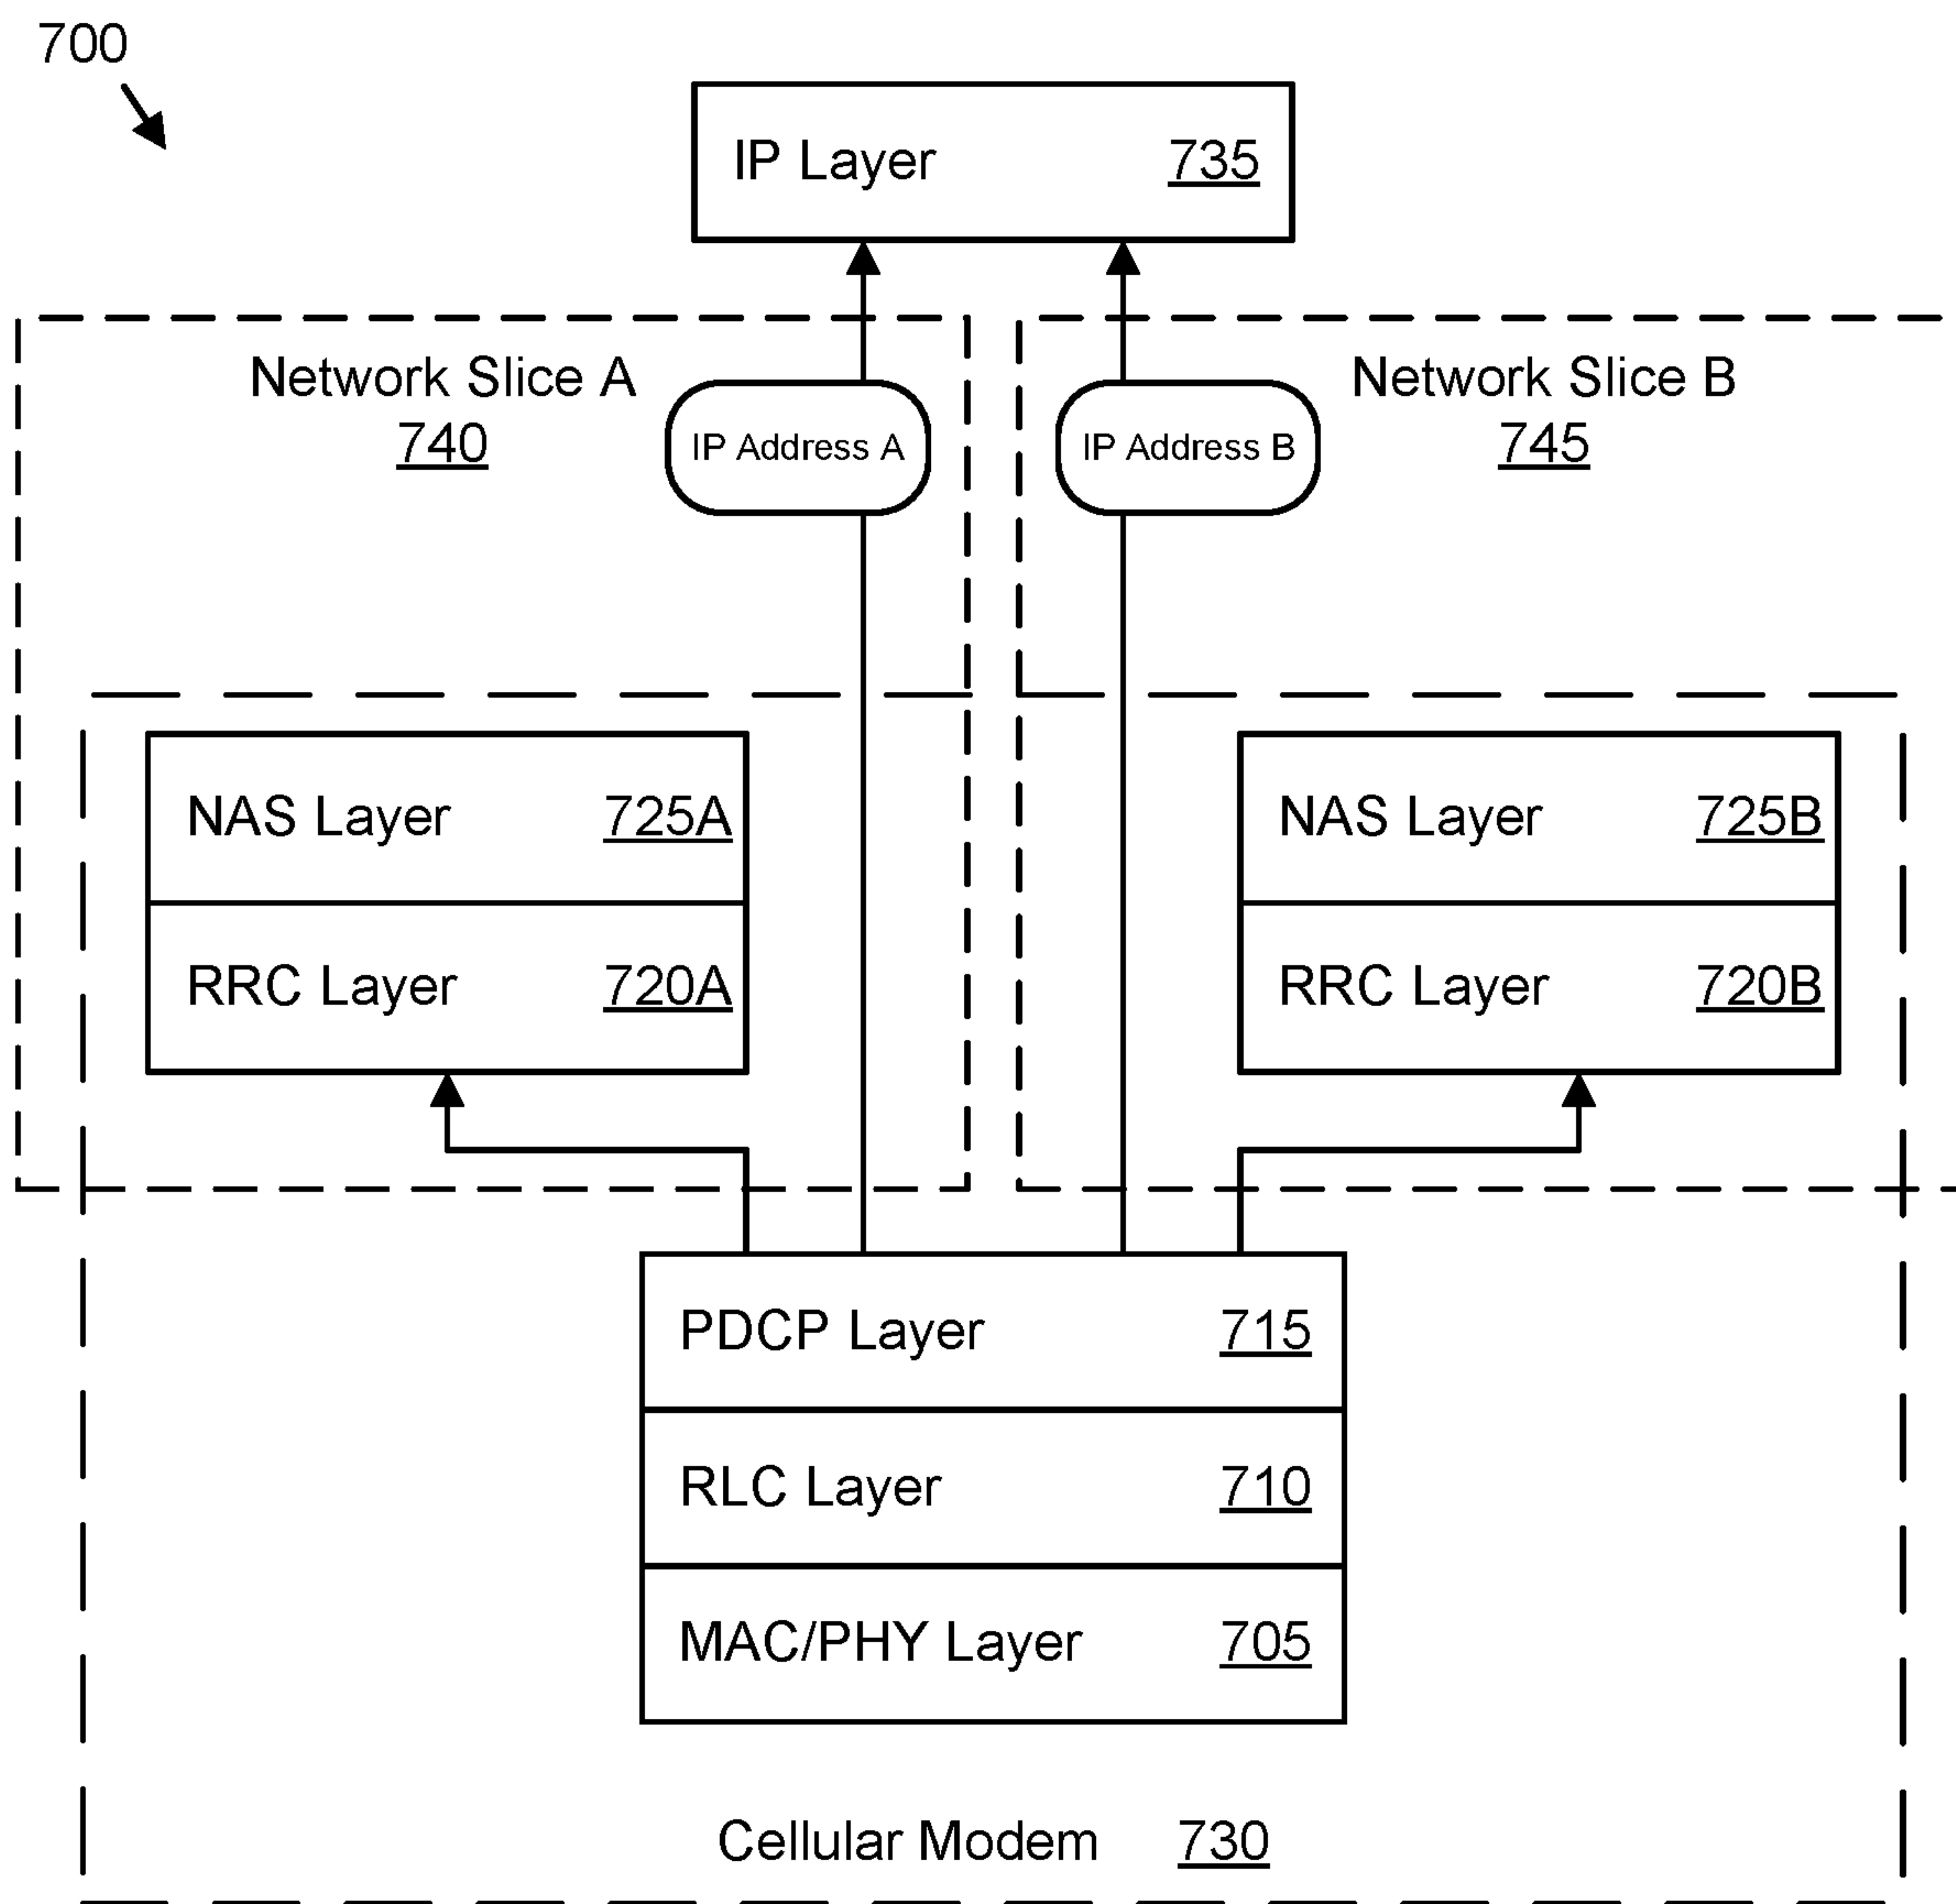 700
IP Layer 735
Network Slice A
740
IP Address A
IP Address B
Network Slice B
745
NAS Layer 725A
RRC Layer 720A
NAS Layer 725B
RRC Layer 720B
PDCP Layer 715
RLC Layer 710
MAC/PHY Layer 705
Cellular Modem 730